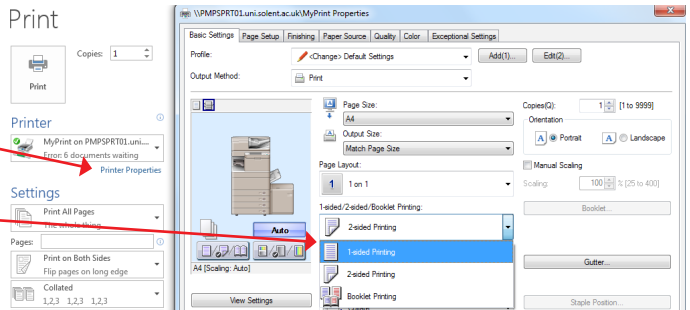 Print
Copies: 1
Print
Printer
MyPrint on PMPSPRT01.uni....
Error: 6 documents waiting
Printer Properties
Settings
Print All Pages
The whole thing
Pages:
Print on Both Sides
Flip pages on long edge
Collated
1,2,3 1,2,3 1,2,3
\\PMPSPRT01.uni.solent.ac.uk\MyPrint Properties
Basic Settings Page Setup Finishing Paper Source Quality Color Exceptional Settings
Profile: <Change> Default Settings Add(1)... Edit(2)...
Output Method: Print
Page Size:
A4
Output Size:
Match Page Size
Page Layout:
1 1 on 1
1-sided/2-sided/Booklet Printing:
2-sided Printing
1-sided Printing
2-sided Printing
Booklet Printing
Auto
A4 [Scaling: Auto]
View Settings
Copies(Q): 1 [1 to 9999]
Orientation
A Portrait A Landscape
Manual Scaling
Scaling: 100 % [25 to 400]
Booklet...
Gutter...
Staple Position...